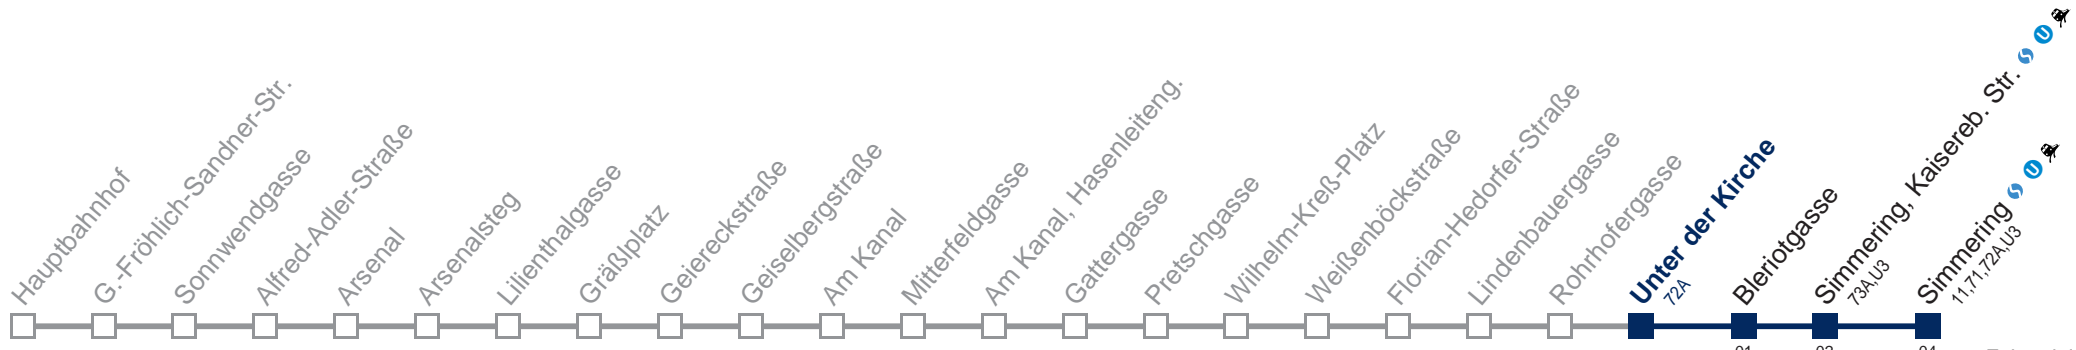 Hauptbahnhof
G.-Fröhlich-Sandner-Str.
Sonnwendgasse
Alfred-Adler-Straße
Arsenal
Arsenalsteg
Lilienthalgasse
Gräßlplatz
Geiereckstraße
Geiselbergstraße
Am Kanal
Mitterfeldgasse
Am Kanal, Hasenleiteng.
Gattergasse
Pretschgasse
Wilhelm-Kreß-Platz
Weißenböckstraße
Florian-Hedorfer-Straße
Lindenbauergasse
Rohrhofergasse
Unter der Kirche
72A
Bleriotgasse
Simmering, Kaisereb. Str. S U
73A,U3
Simmering S U
11,71,72A,U3